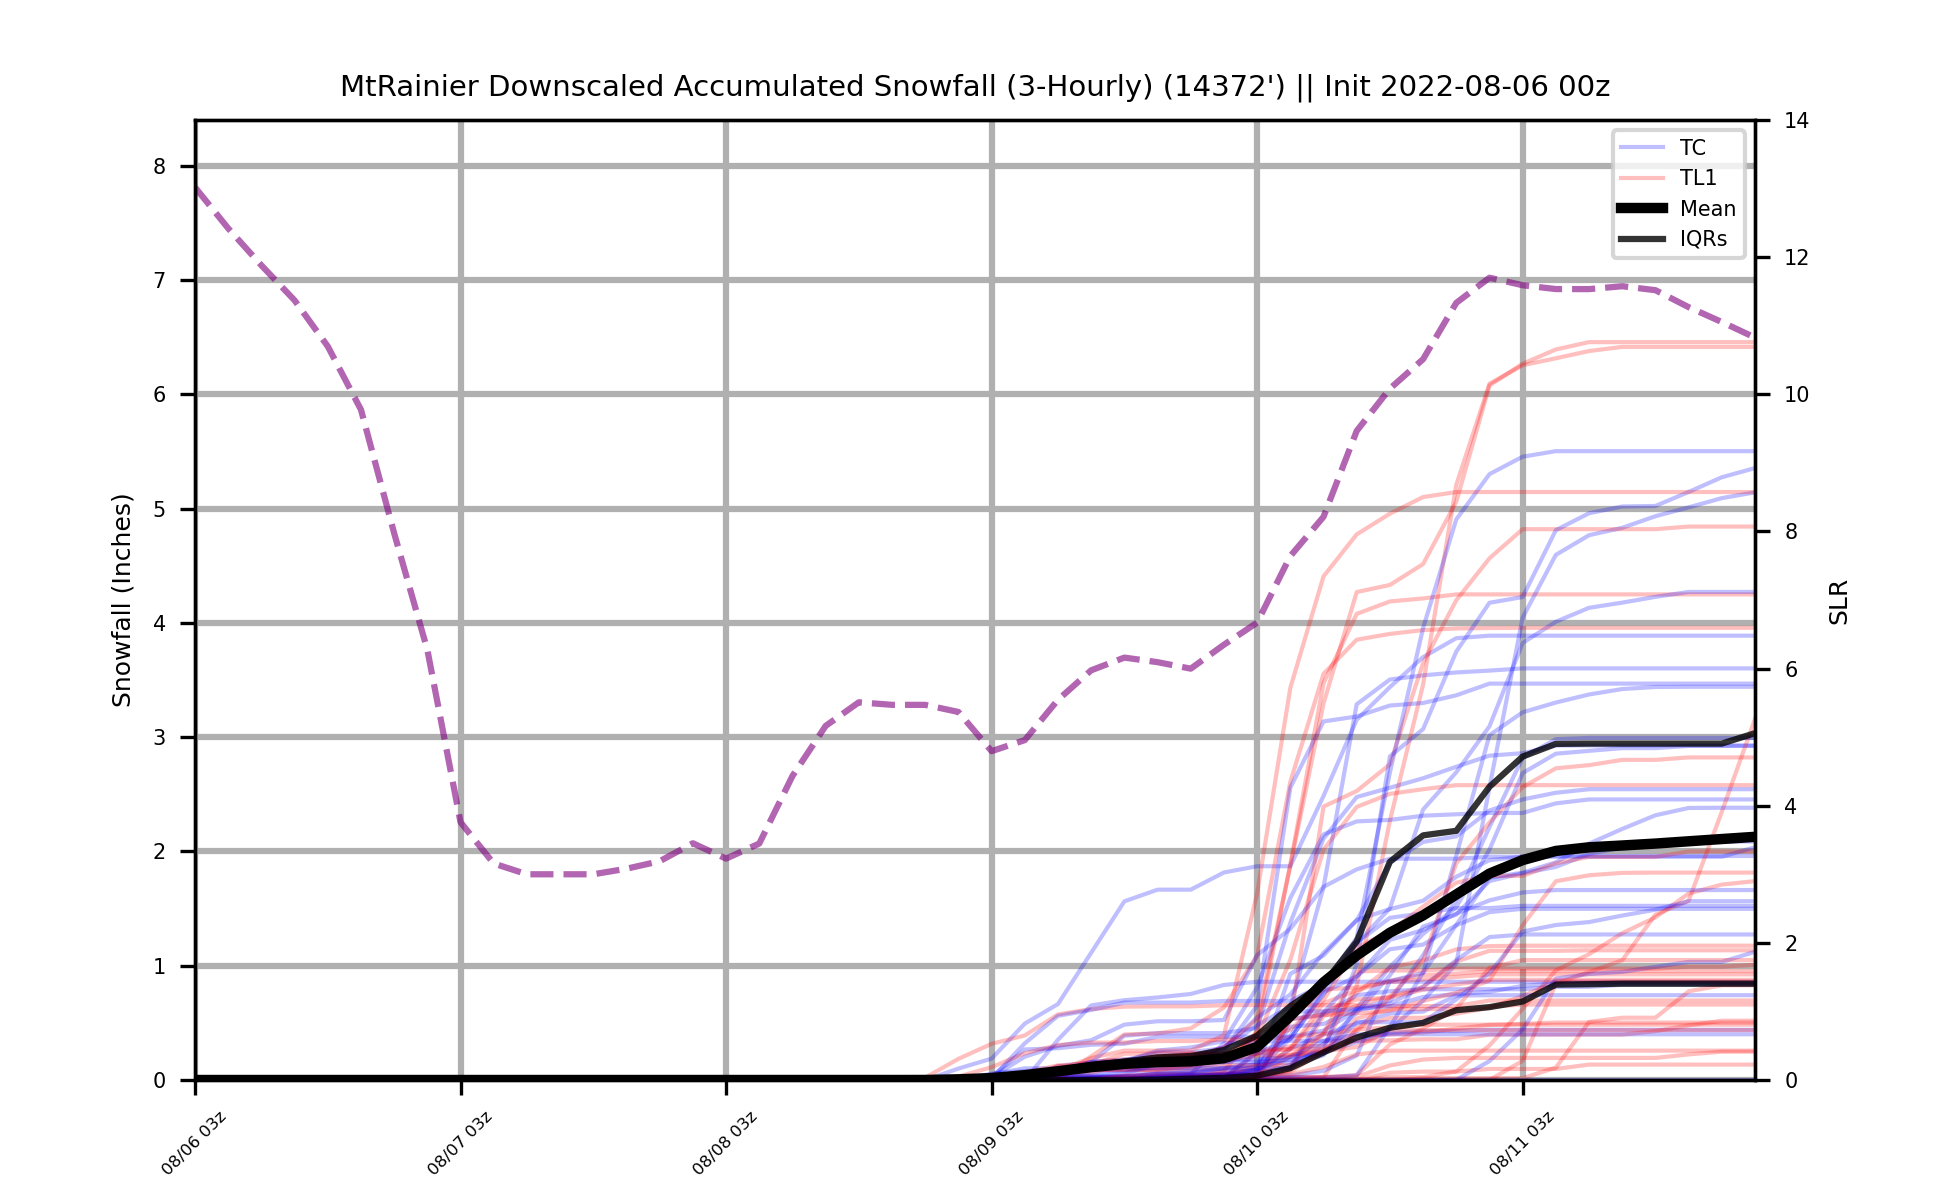 MtRainier Downscaled Accumulated Snowfall (3-Hourly) (14372') || Init 2022-08-06 00z
TC
TL1
Mean
IQRs
Snowfall (Inches)
8
7
6
5
4
3
2
1
0
14
12
10
8
6
4
2
0
SLR
08/06 03z
08/07 03z
08/08 03z
08/09 03z
08/10 03z
08/11 03z